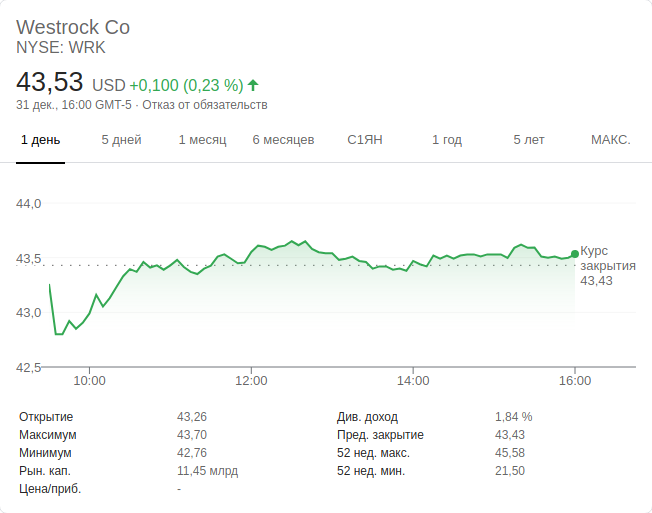 Westrock Co
NYSE: WRK
43,53 USD +0,100 (0,23 %)
31 дек., 16:00 GMT-5 · Отказ от обязательств
1 день 5 дней 1 месяц 6 месяцев С1ЯН 1 год 5 лет МАКС.
44,0
43,5
43,0
42,5
Курс
закрытия
43,43
10:00 12:00 14:00 16:00
Открытие 43,26 Див. доход 1,84 %
Максимум 43,70 Пред. закрытие 43,43
Минимум 42,76 52 нед. макс. 45,58
Рын. кап. 11,45 млрд 52 нед. мин. 21,50
Цена/приб. -